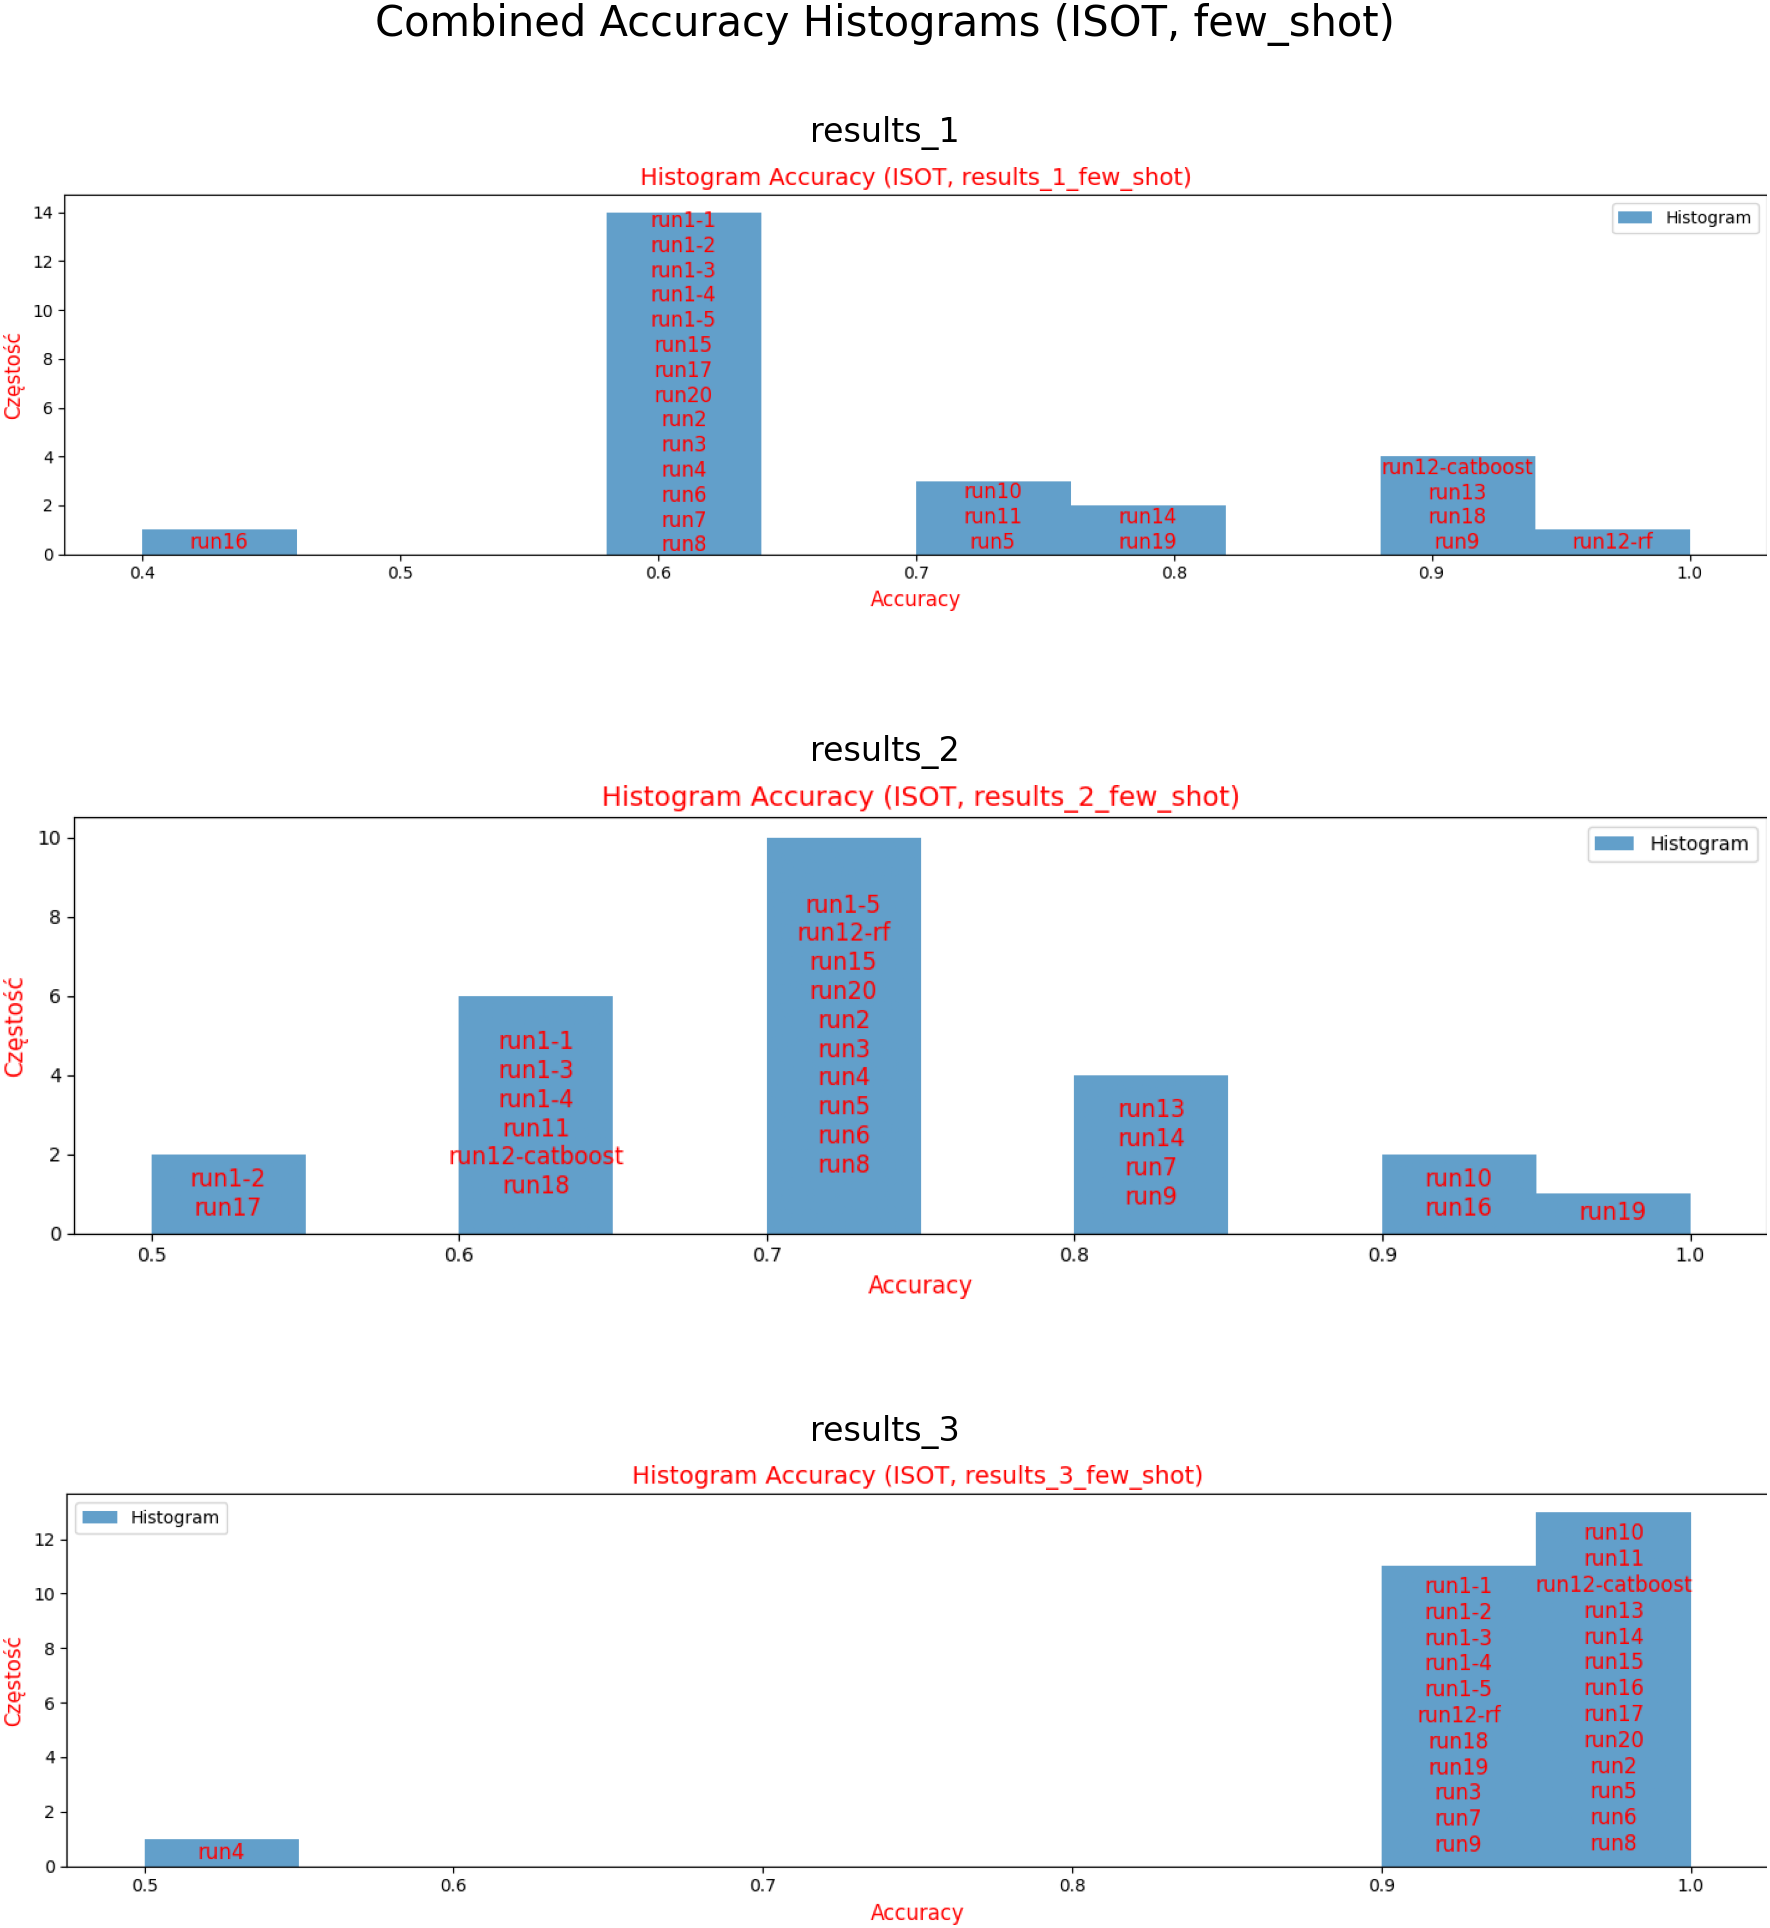 Combined Accuracy Histograms (ISOT, few_shot)
results_1
Histogram Accuracy (ISOT, results_1_few_shot)
Histogram
Częstość
14
12
10
8
6
4
2
0
run16
run1-1
run1-2
run1-3
run1-4
run1-5
run15
run17
run20
run2
run3
run4
run6
run7
run8
run10
run11
run5
run14
run19
run12-catboost
run13
run18
run9
run12-rf
0.4 0.5 0.6 0.7 0.8 0.9 1.0
Accuracy
results_2
Histogram Accuracy (ISOT, results_2_few_shot)
Histogram
Częstość
10
8
6
4
2
0
run1-2
run17
run1-1
run1-3
run1-4
run11
run12-catboost
run18
run1-5
run12-rf
run15
run20
run2
run3
run4
run5
run6
run8
run13
run14
run7
run9
run10
run16
run19
0.5 0.6 0.7 0.8 0.9 1.0
Accuracy
results_3
Histogram Accuracy (ISOT, results_3_few_shot)
Histogram
Częstość
12
10
8
6
4
2
0
run4
run1-1
run1-2
run1-3
run1-4
run1-5
run12-rf
run18
run19
run3
run7
run9
run10
run11
run12-catboost
run13
run14
run15
run16
run17
run20
run2
run5
run6
run8
0.5 0.6 0.7 0.8 0.9 1.0
Accuracy